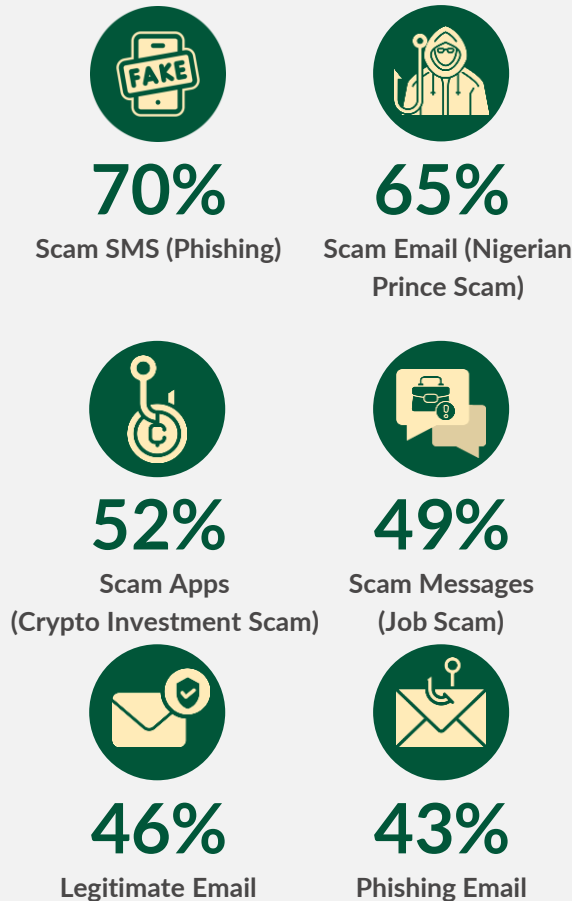 FAKE
70%
Scam SMS (Phishing)
65%
Scam Email (Nigerian
Prince Scam)
52%
Scam Apps
(Crypto Investment Scam)
49%
Scam Messages
(Job Scam)
46%
Legitimate Email
43%
Phishing Email